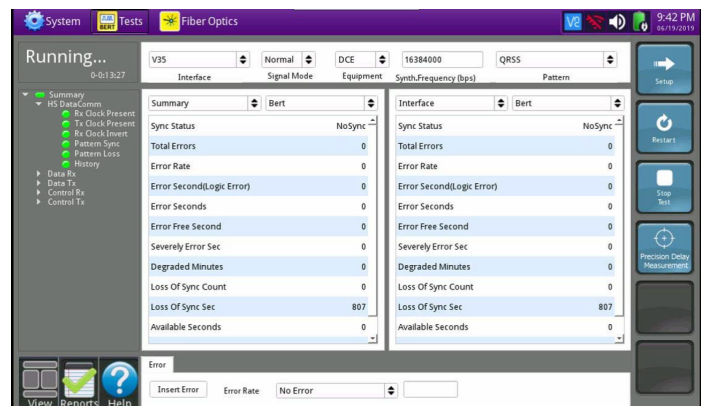 System BERT Tests Fiber Optics V2 9:42 PM
06/19/2019
Running...
0-0:13:27
V35 Normal DCE 16384000 QRSS
Interface Signal Mode Equipment Synth.Frequency (bps) Pattern
Setup
Summary
HS DataComm
Rx Clock Present
Tx Clock Present
Rx Clock Invert
Pattern Sync
Pattern Loss
History
Data Rx
Data Tx
Control Rx
Control Tx
Summary Bert
Sync Status NoSync
Total Errors 0
Error Rate 0
Error Second(Logic Error) 0
Error Seconds 0
Error Free Second 0
Severely Error Sec 0
Degraded Minutes 0
Loss Of Sync Count 0
Loss Of Sync Sec 807
Available Seconds 0
Interface Bert
Sync Status NoSync
Total Errors 0
Error Rate 0
Error Second(Logic Error) 0
Error Seconds 0
Error Free Second 0
Severely Error Sec 0
Degraded Minutes 0
Loss Of Sync Count 0
Loss Of Sync Sec 807
Available Seconds 0
Restart
Stop
Test
Precision Delay
Measurement
Error
Insert Error Error Rate No Error
View Reports Help